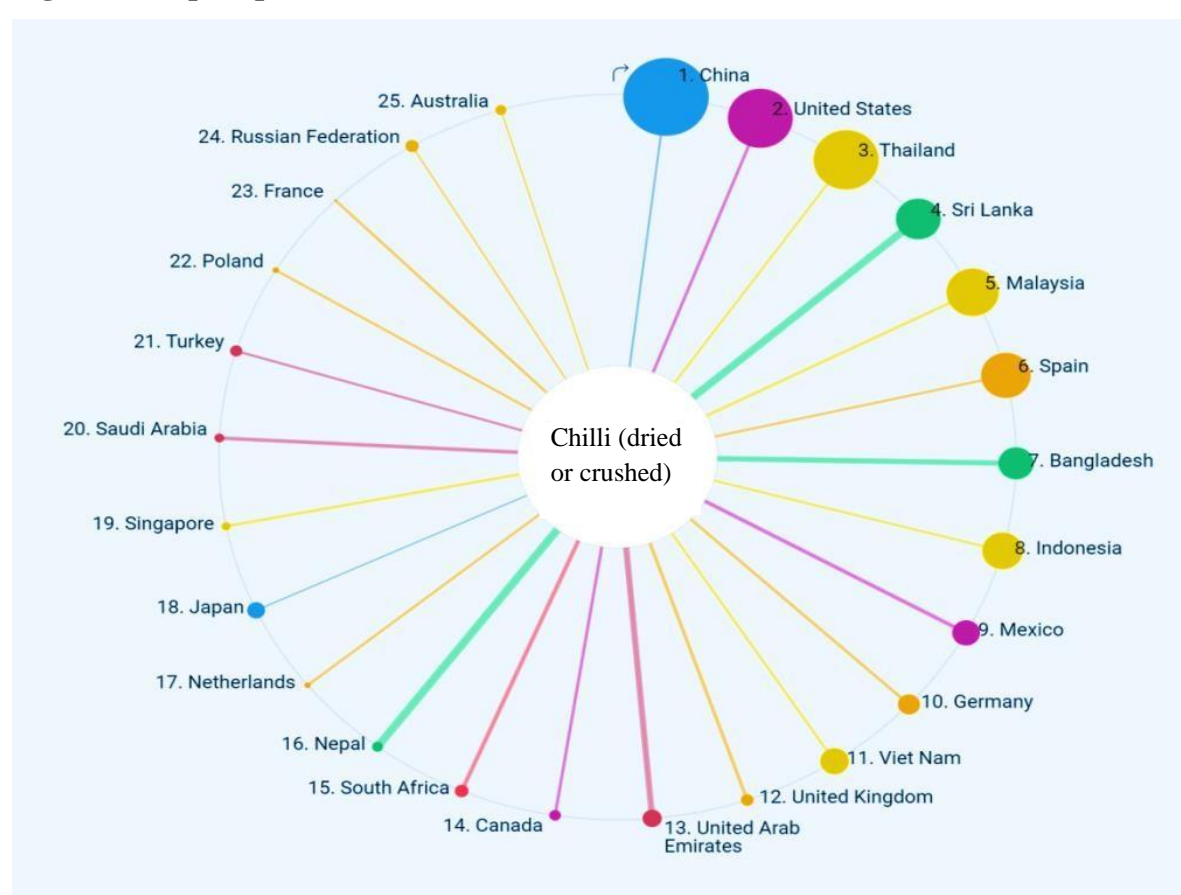 1. China
2. United States
3. Thailand
4. Sri Lanka
5. Malaysia
6. Spain
7. Bangladesh
8. Indonesia
9. Mexico
10. Germany
11. Viet Nam
12. United Kingdom
13. United Arab
Emirates
14. Canada
15. South Africa
16. Nepal
17. Netherlands
18. Japan
19. Singapore
20. Saudi Arabia
21. Turkey
22. Poland
23. France
24. Russian Federation
25. Australia
Chilli (dried
or crushed)